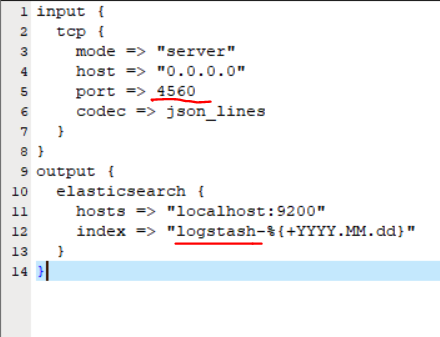 1 input {
2   tcp {
3     mode => "server"
4     host => "0.0.0.0"
5     port => 4560
6     codec => json_lines
7   }
8 }
9 output {
10   elasticsearch {
11     hosts => "localhost:9200"
12     index => "logstash-%{+YYYY.MM.dd}"
13   }
14 }